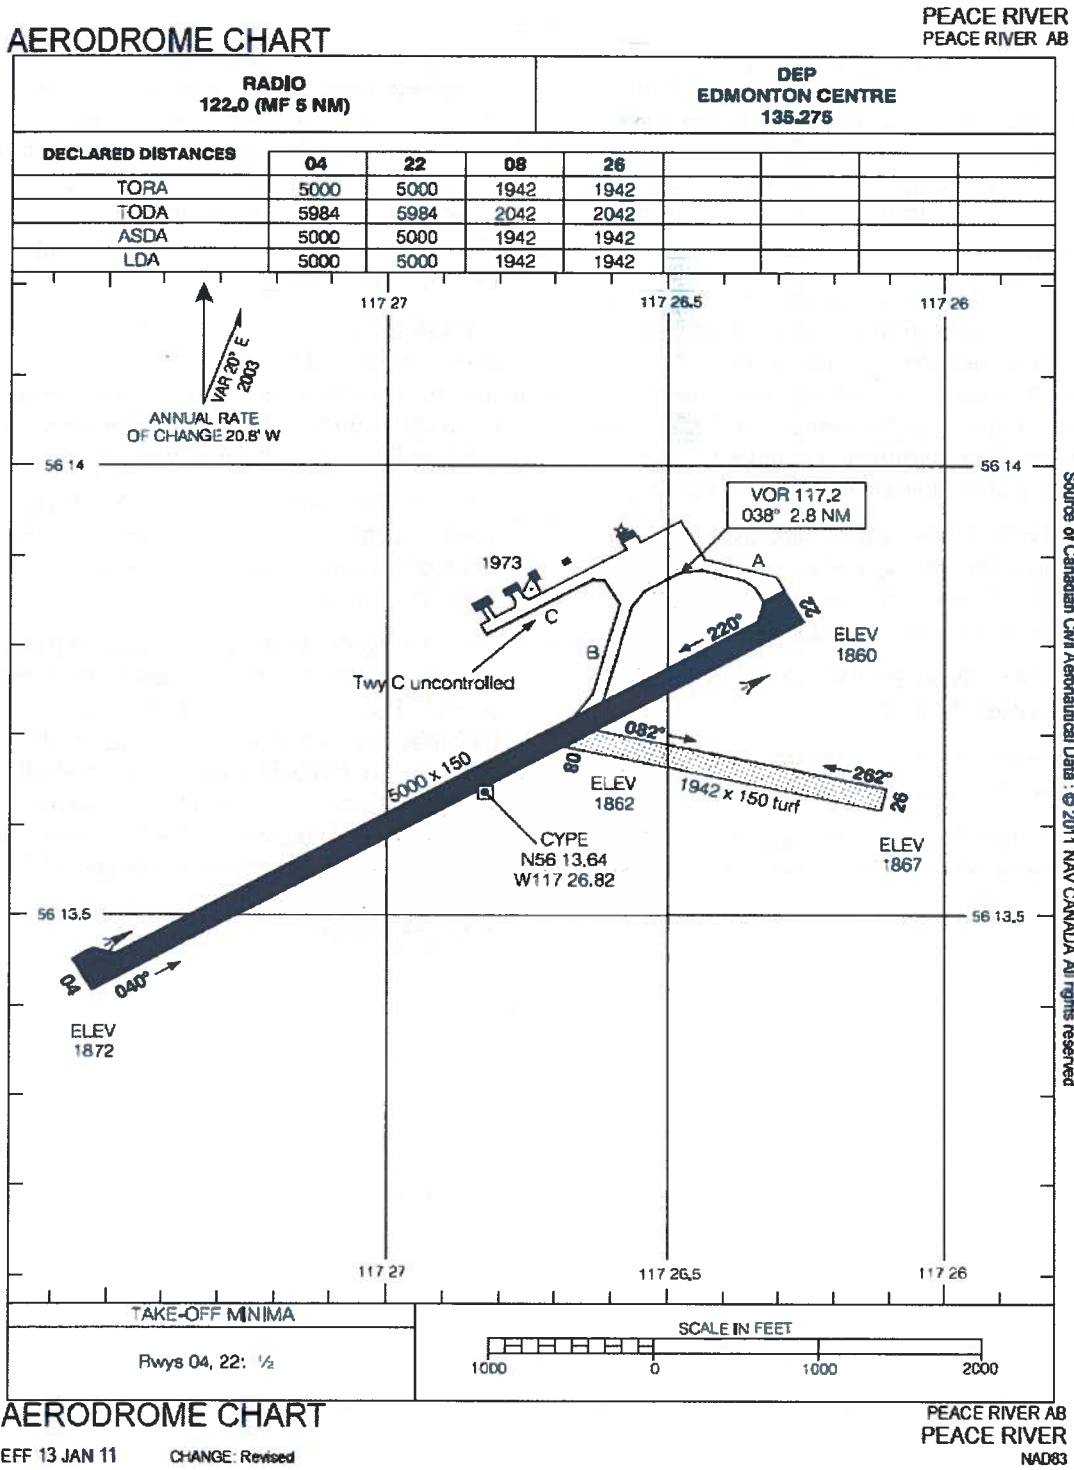 PEACE RIVER
PEACE RIVER AB
AERODROME CHART
RADIO
122.0 (MF 5 NM)
DEP
EDMONTON CENTRE
135.275
DECLARED DISTANCES 04 22 08 26
TORA 5000 5000 1942 1942
TODA 5984 5984 2042 2042
ASDA 5000 5000 1942 1942
LDA 5000 5000 1942 1942
117 27 117 26.5 117 26
VAR 20° E
2003
ANNUAL RATE
OF CHANGE 20.8' W
56 14 56 14
VOR 117.2
038° 2.8 NM
1973
A
C
B
22
220°
ELEV
1860
Twy C uncontrolled
082°
262°
08
26
5000 x 150
ELEV
1862
1942 x 150 turf
ELEV
1867
CYPE
N56 13.64
W117 26.82
56 13.5 56 13.5
04
040°
ELEV
1872
117 27 117 26.5 117 26
TAKE-OFF MINIMA
Rwys 04, 22: ½
SCALE IN FEET
1000 0 1000 2000
Source of Canadian Civil Aeronautical Data: © 2011 NAV CANADA All rights reserved
AERODROME CHART
EFF 13 JAN 11 CHANGE: Revised
PEACE RIVER AB
PEACE RIVER
NAD83